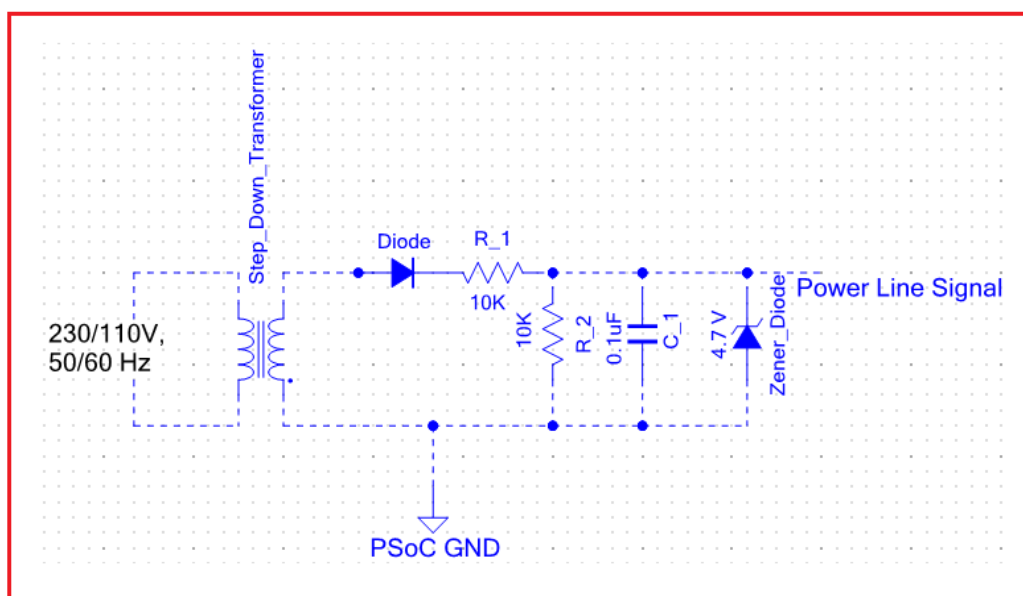 Step_Down_Transformer
Diode
R_1
10K
230/110V,
50/60 Hz
10K
R_2
0.1uF
C_1
4.7 V
Zener_Diode
Power Line Signal
PSoC GND